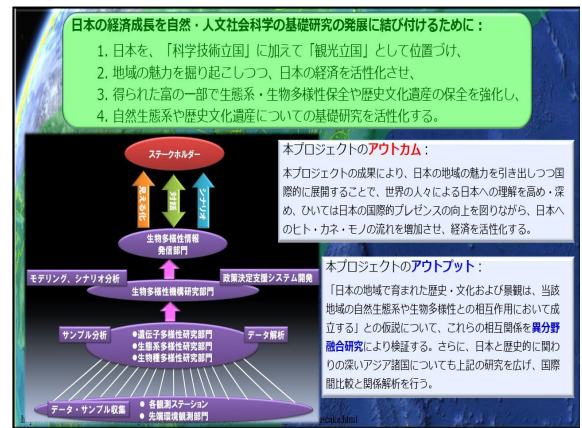 日本の経済成長を自然・人文社会科学の基礎研究の発展に結び付けるために：
1. 日本を、「科学技術立国」に加えて「観光立国」として位置づけ、
2. 地域の魅力を掘り起こしつつ、日本の経済を活性化させ、
3. 得られた富の一部で生態系・生物多様性保全や歴史文化遺産の保全を強化し、
4. 自然生態系や歴史文化遺産についての基礎研究を活性化する。
ステークホルダー
見える化
対話
シナリオ
生物多様性情報
発信部門
モデリング、シナリオ分析
政策決定支援システム開発
生物多様性機構研究部門
サンプル分析
データ解析
● 遺伝子多様性研究部門
● 生態系多様性研究部門
● 生物種多様性研究部門
データ・サンプル収集
● 各観測ステーション
● 先端環境観測部門
本プロジェクトのアウトカム：
本プロジェクトの成果により、日本の地域の魅力を引き出しつつ国
際的に展開することで、世界の人々による日本への理解を高め・深
め、ひいては日本の国際的プレゼンスの向上を図りながら、日本へ
のヒト・カネ・モノの流れを増加させ、経済を活性化する。
本プロジェクトのアウトプット：
「日本の地域で育まれた歴史・文化および景観は、当該
地域の自然生態系や生物多様性との相互作用において成
立する」との仮説について、これらの相互関係を異分野
融合研究により検証する。さらに、日本と歴史的に関わ
りの深いアジア諸国についても上記の研究を広げ、国際
間比較と関係解析を行う。